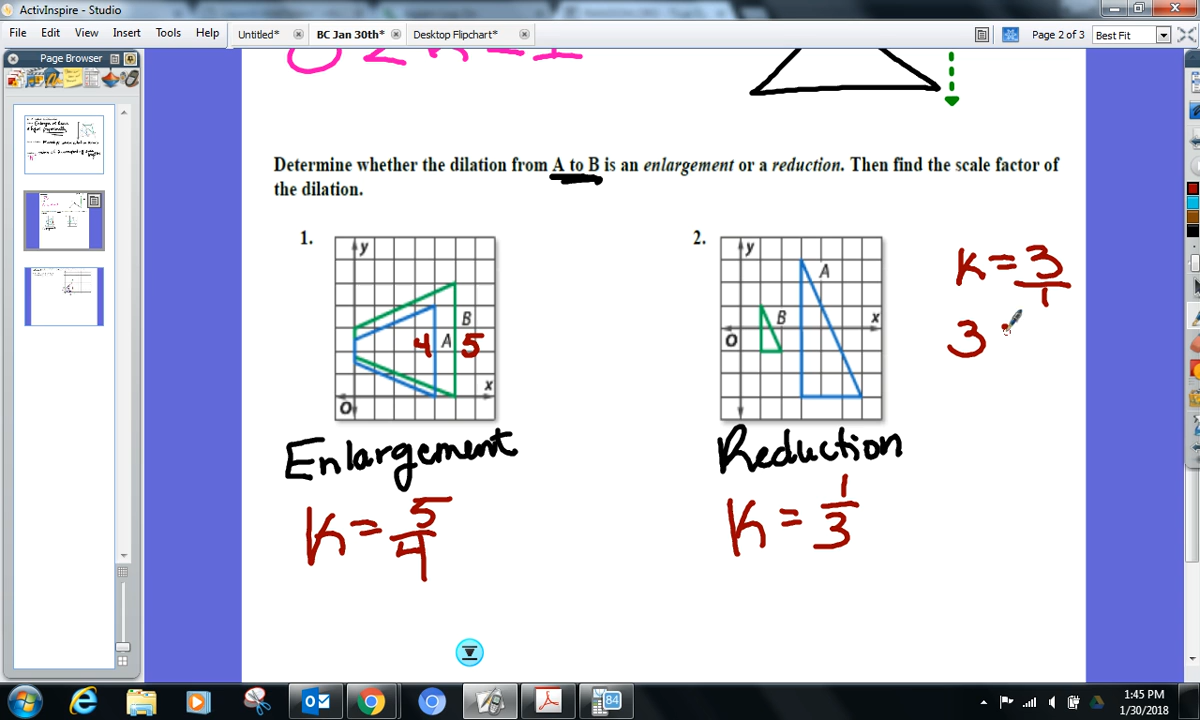 ActivInspire - Studio
File Edit View Insert Tools Help Untitled* BC Jan 30th* Desktop Flipchart* Page 2 of 3 Best Fit
Page Browser
Determine whether the dilation from A to B is an enlargement or a reduction. Then find the scale factor of
the dilation.
1.
y
B
4 A 5
x
O
Enlargement
K = 5/4
2.
y
A
B
x
O
Reduction
K = 1/3
K = 3/1
3
84
1:45 PM
1/30/2018